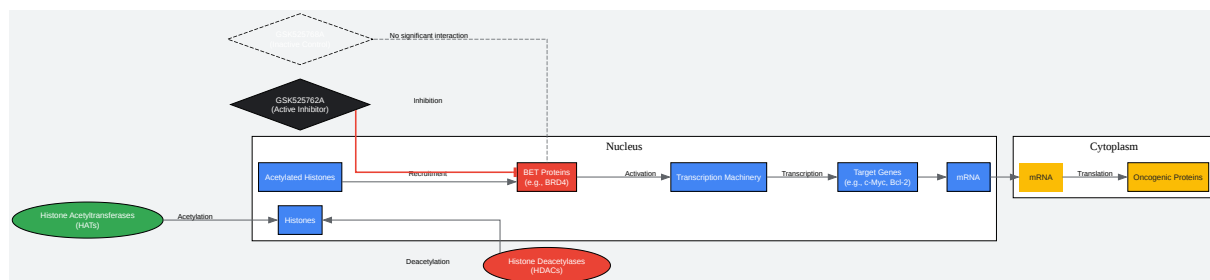 No significant interaction
GSK525762A
(Active Inhibitor)
Inhibition
Nucleus
Cytoplasm
Acetylated Histones
Recruitment
BET Proteins
(e.g., BRD4)
Activation
Transcription Machinery
Transcription
Target Genes
(e.g., c-Myc, Bcl-2)
mRNA
mRNA
Translation
Oncogenic Proteins
Histone Acetyltransferases
(HATs)
Acetylation
Histones
Deacetylation
Histone Deacetylases
(HDACs)